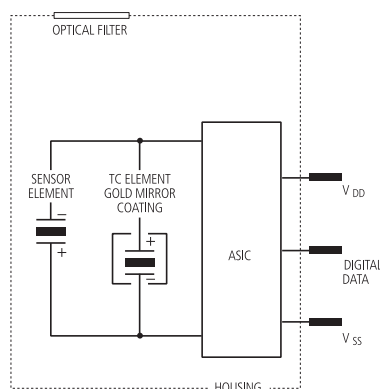 OPTICAL FILTER
SENSOR
ELEMENT
TC ELEMENT
GOLD MIRROR
COATING
−
+
+
−
ASIC
V DD
DIGITAL
DATA
V SS
HOUSING